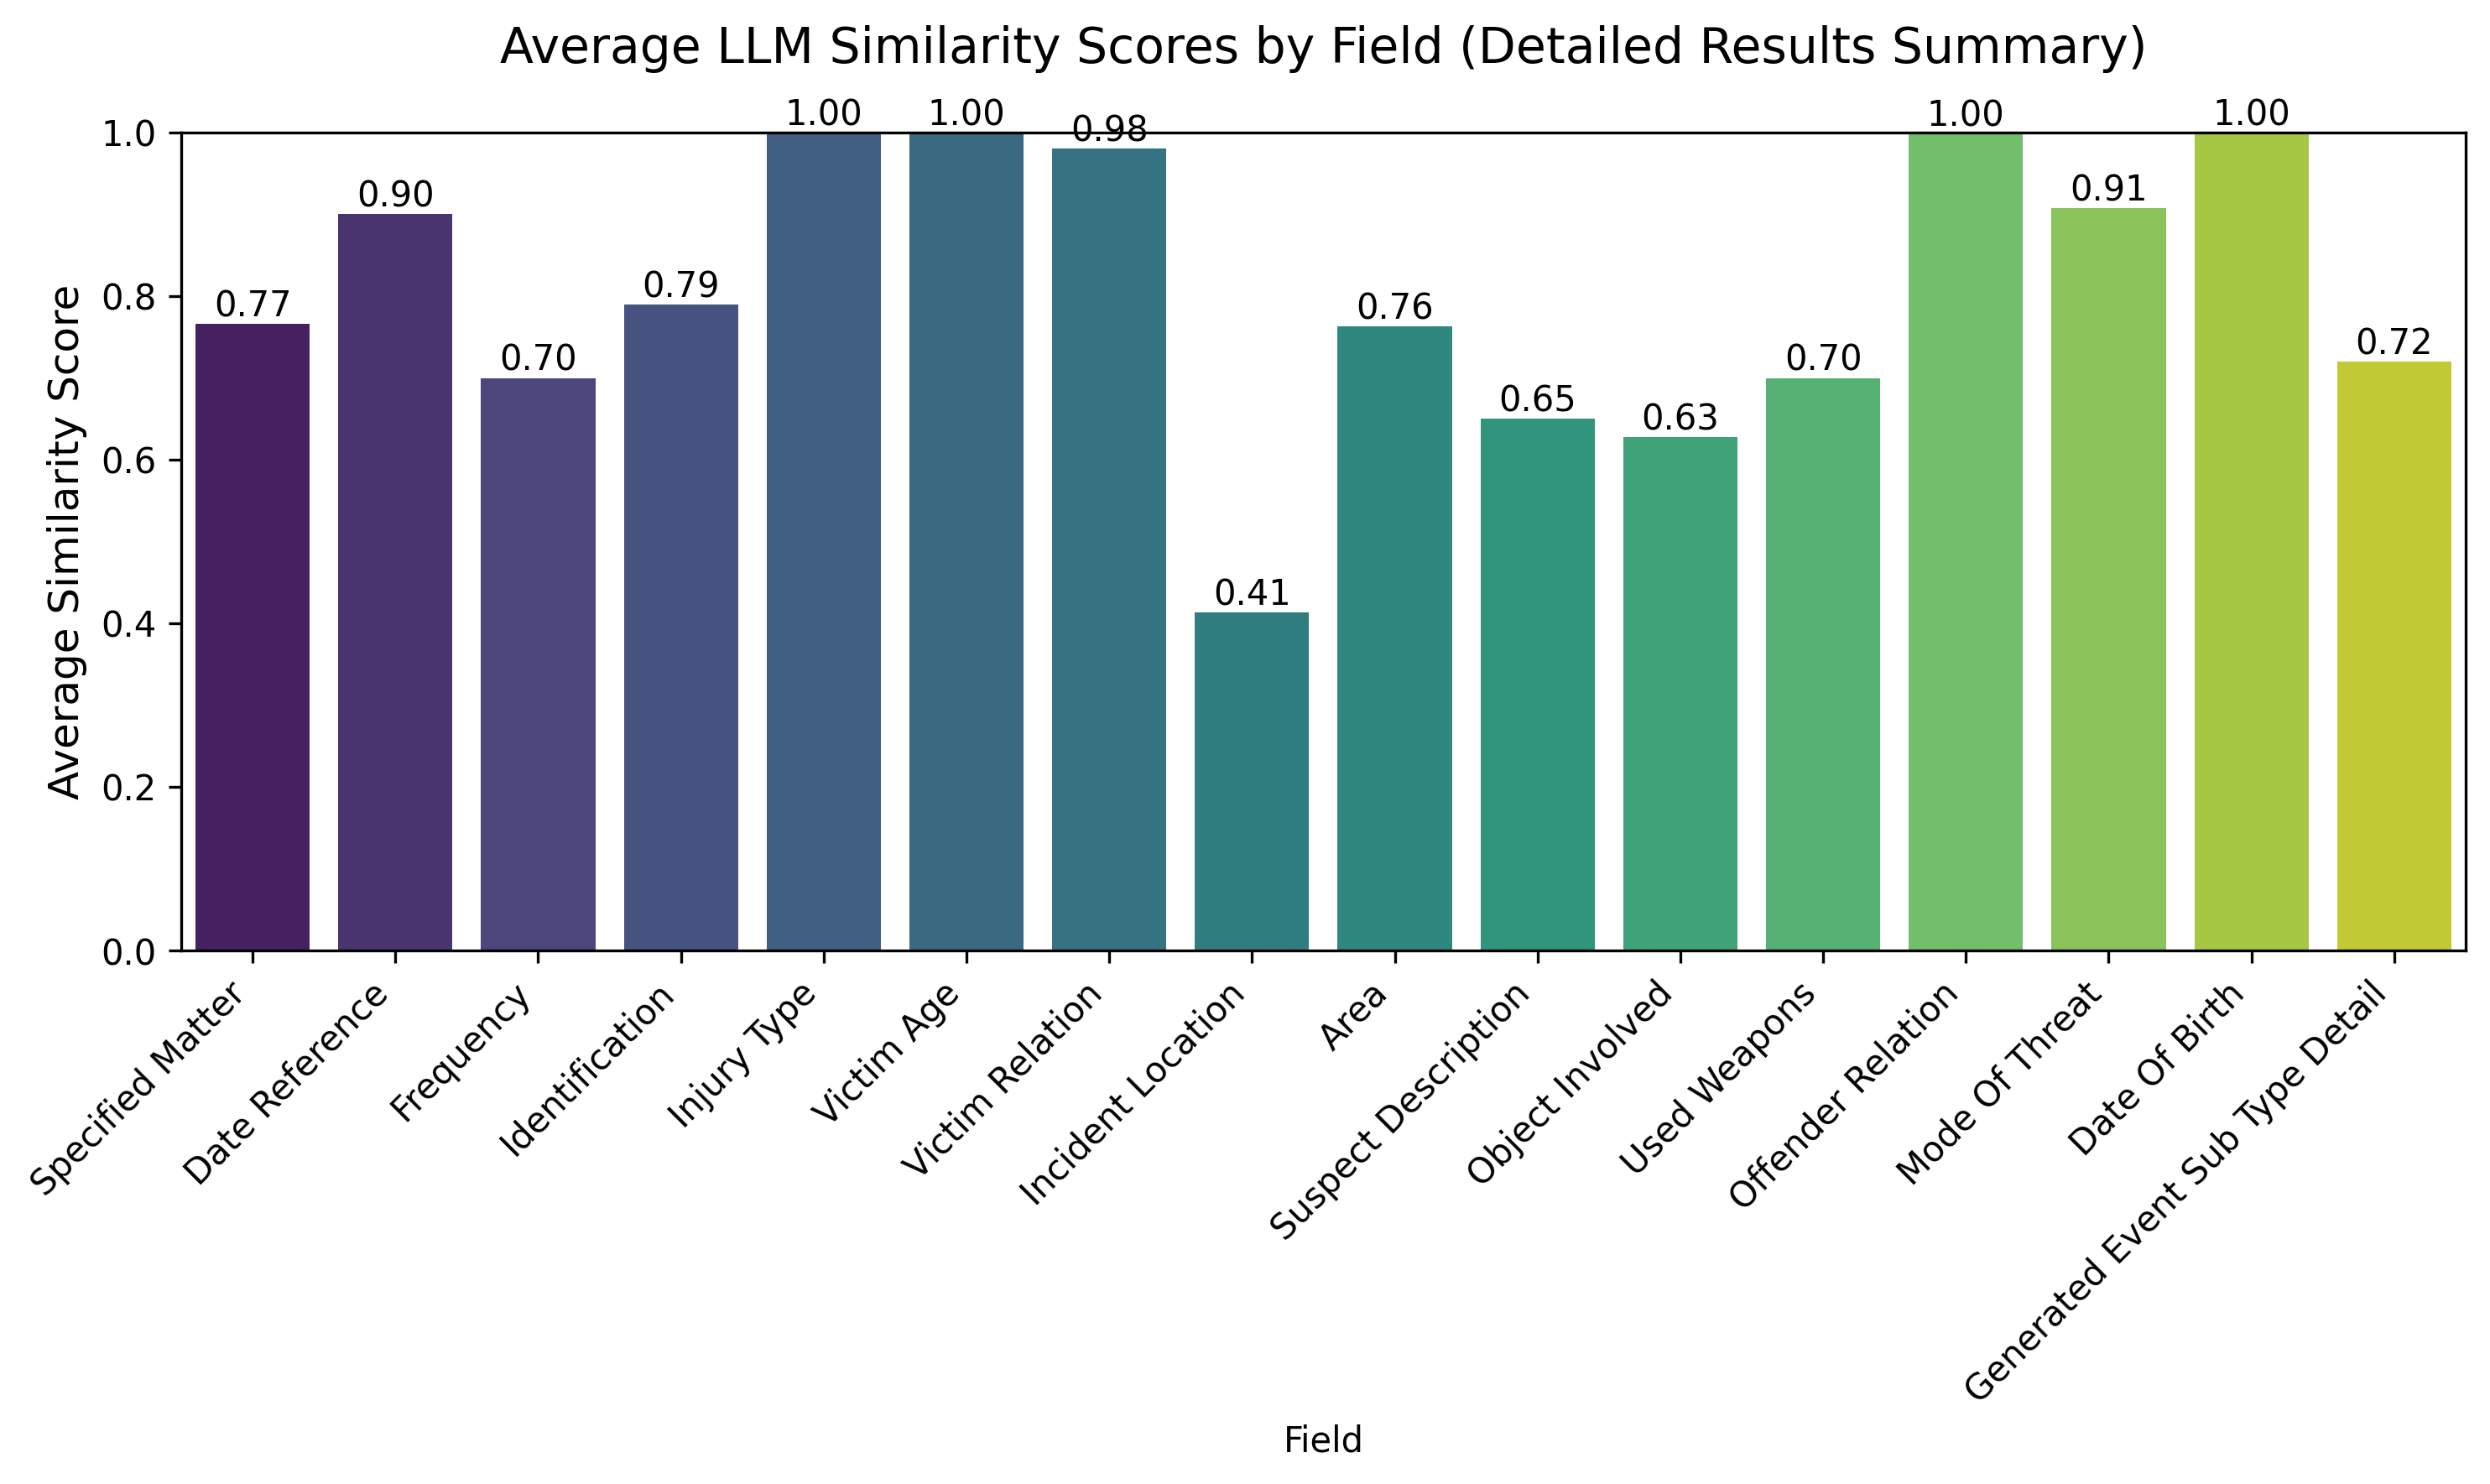 Average LLM Similarity Scores by Field (Detailed Results Summary)
Average Similarity Score
1.0
0.8
0.6
0.4
0.2
0.0
0.77
0.90
0.70
0.79
1.00
1.00
0.98
0.41
0.76
0.65
0.63
0.70
1.00
0.91
1.00
0.72
Specified Matter
Date Reference
Frequency
Identification
Injury Type
Victim Age
Victim Relation
Incident Location
Area
Suspect Description
Object Involved
Used Weapons
Offender Relation
Mode Of Threat
Date Of Birth
Generated Event Sub Type Detail
Field